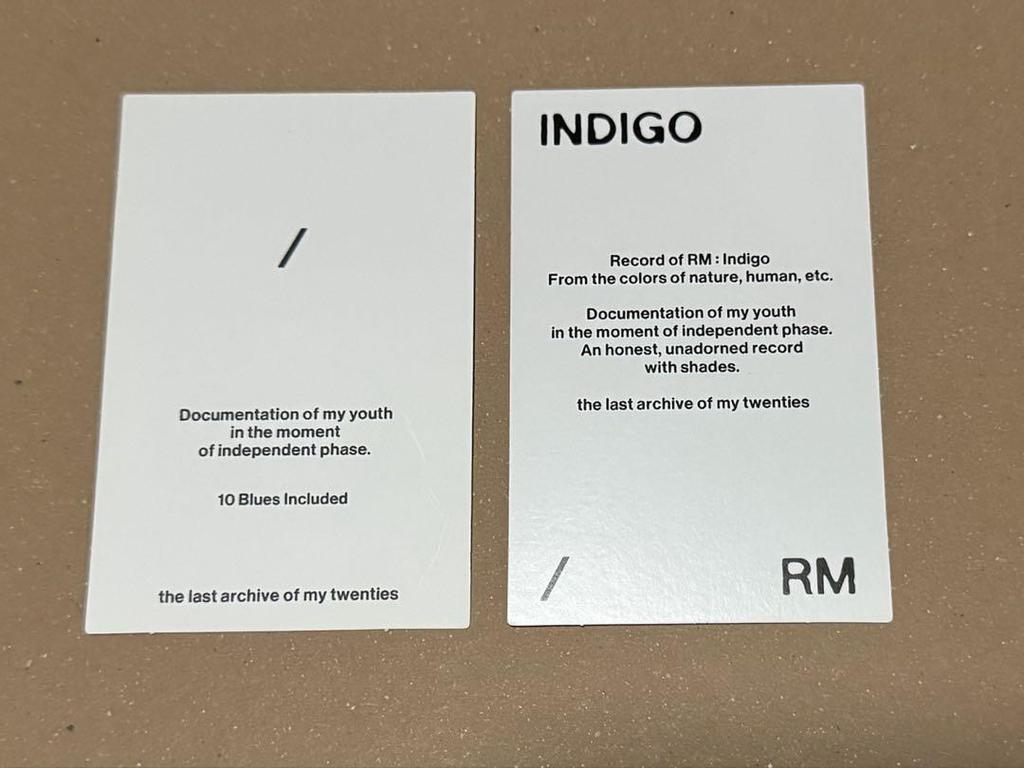 /
Documentation of my youth
in the moment
of independent phase.
10 Blues Included
the last archive of my twenties
INDIGO
Record of RM : Indigo
From the colors of nature, human, etc.
Documentation of my youth
in the moment of independent phase.
An honest, unadorned record
with shades.
the last archive of my twenties
/ RM